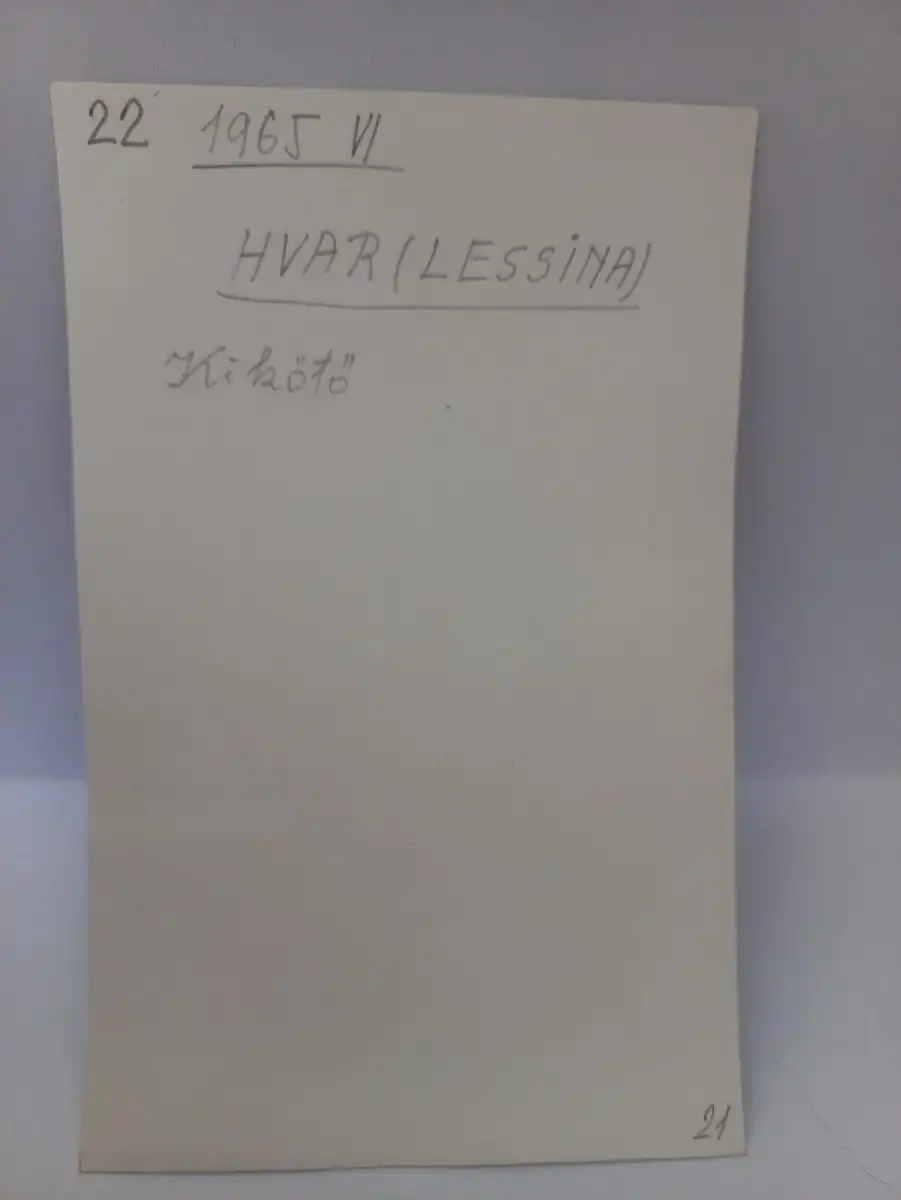 22 1965 VI
HVAR (LESSINA)
Kikötő
21